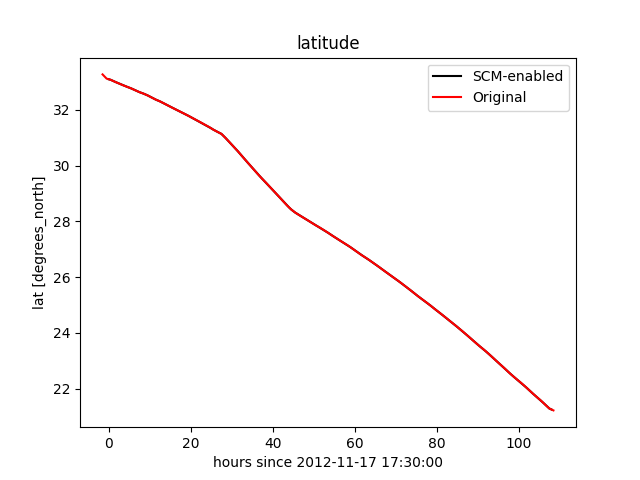 latitude
SCM-enabled
Original
lat [degrees_north]
32
30
28
26
24
22
0 20 40 60 80 100
hours since 2012-11-17 17:30:00